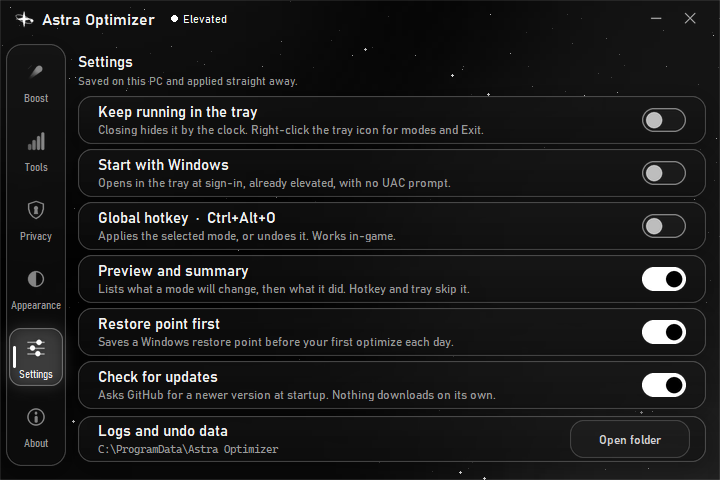 Astra Optimizer
Elevated
Boost
Tools
Privacy
Appearance
Settings
About
Settings
Saved on this PC and applied straight away.
Keep running in the tray
Closing hides it by the clock. Right-click the tray icon for modes and Exit.
Start with Windows
Opens in the tray at sign-in, already elevated, with no UAC prompt.
Global hotkey · Ctrl+Alt+O
Applies the selected mode, or undoes it. Works in-game.
Preview and summary
Lists what a mode will change, then what it did. Hotkey and tray skip it.
Restore point first
Saves a Windows restore point before your first optimize each day.
Check for updates
Asks GitHub for a newer version at startup. Nothing downloads on its own.
Logs and undo data
C:\ProgramData\Astra Optimizer
Open folder